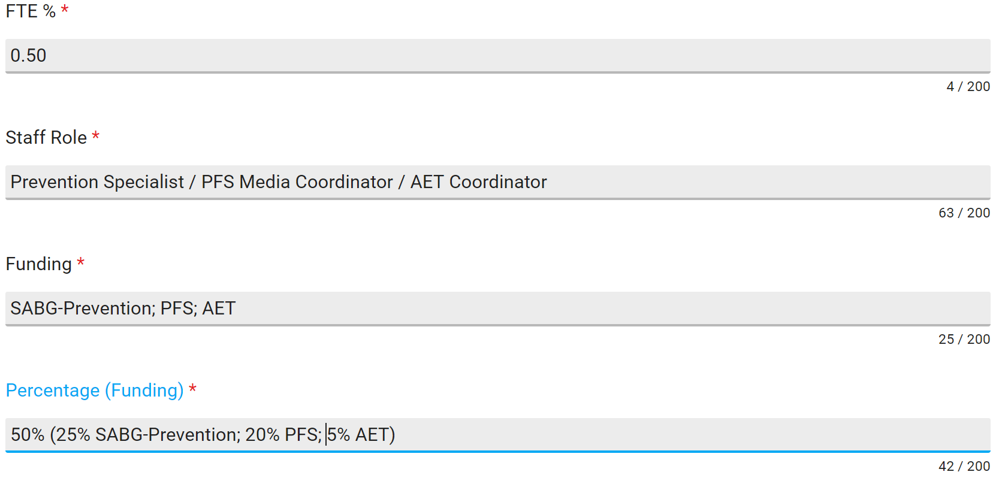 FTE % *
0.50
4 / 200
Staff Role *
Prevention Specialist / PFS Media Coordinator / AET Coordinator
63 / 200
Funding *
SABG-Prevention; PFS; AET
25 / 200
Percentage (Funding) *
50% (25% SABG-Prevention; 20% PFS; 5% AET)
42 / 200